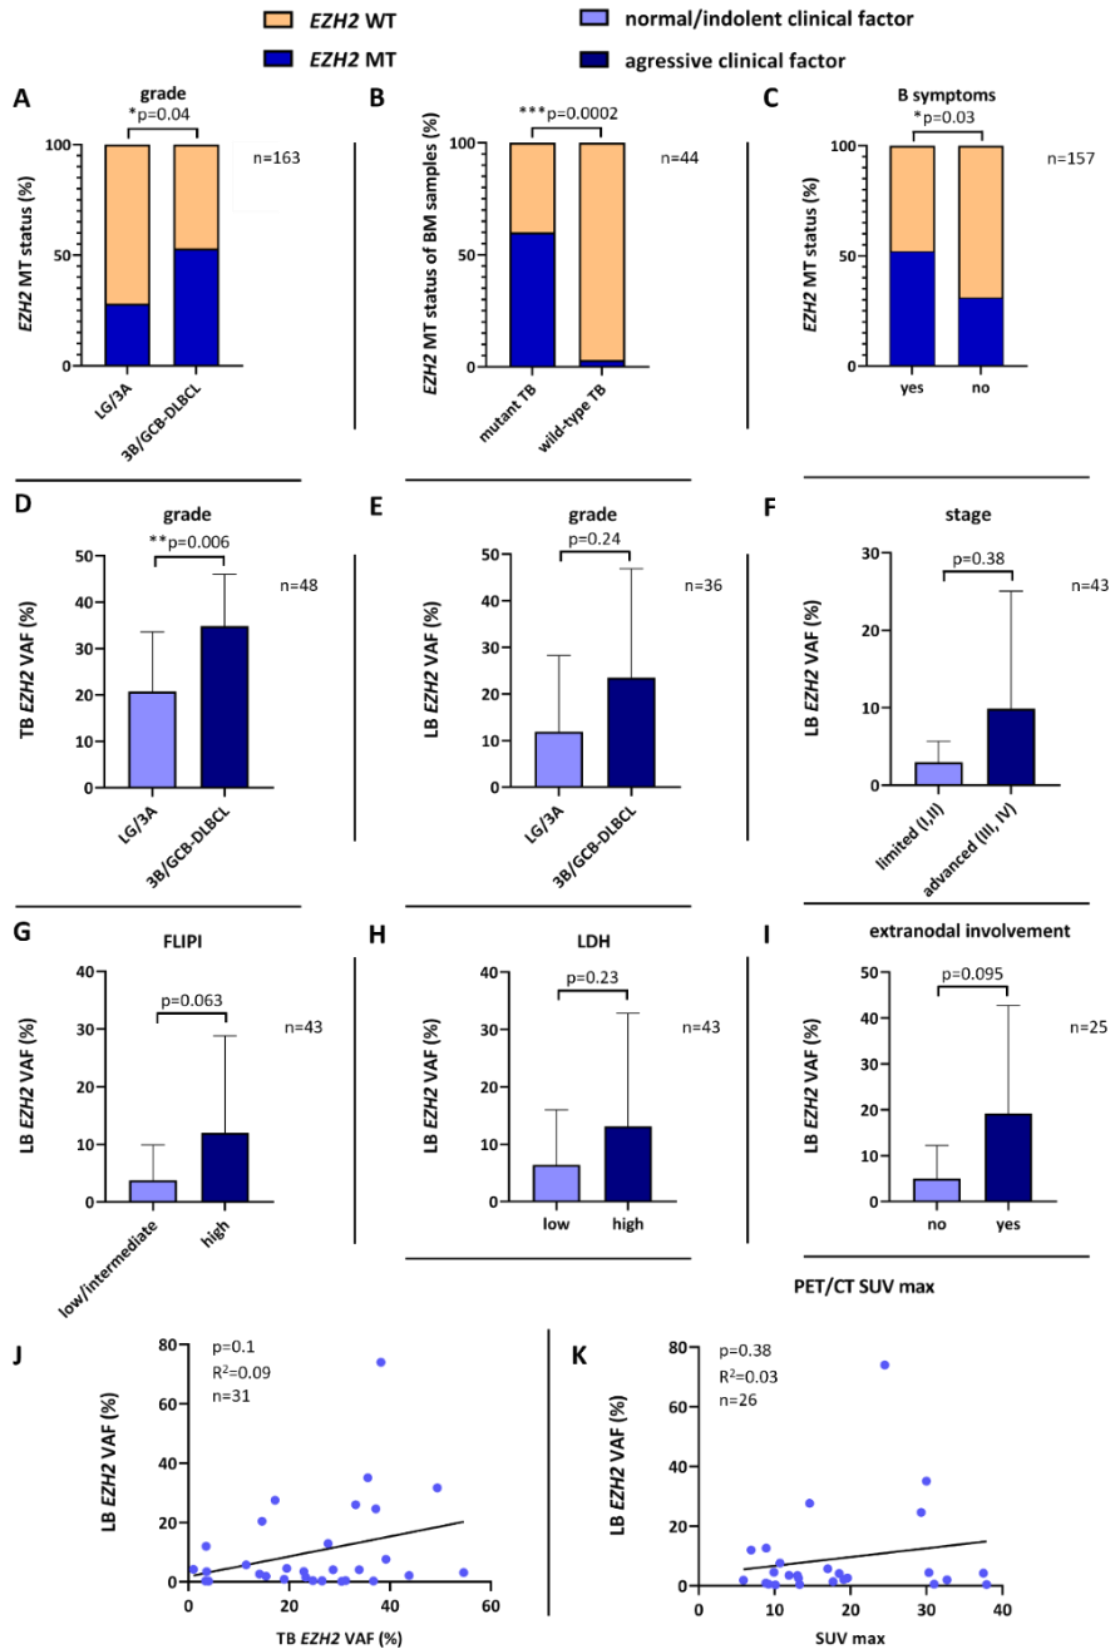 EZH2 WT
normal/indolent clinical factor
EZH2 MT
agressive clinical factor
A
grade
*p=0.04
n=163
EZH2 MT status (%)
100
50
0
LG/3A
3B/GCB-DLBCL
B
***p=0.0002
n=44
EZH2 MT status of BM samples (%)
100
50
0
mutant TB
wild-type TB
C
B symptoms
*p=0.03
n=157
EZH2 MT status (%)
100
50
0
yes
no
D
grade
**p=0.006
n=48
TB EZH2 VAF (%)
50
40
30
20
10
0
LG/3A
3B/GCB-DLBCL
E
grade
p=0.24
n=36
LB EZH2 VAF (%)
50
40
30
20
10
0
LG/3A
3B/GCB-DLBCL
F
stage
p=0.38
n=43
LB EZH2 VAF (%)
30
20
10
0
limited (I,II)
advanced (III, IV)
G
FLIPI
p=0.063
n=43
LB EZH2 VAF (%)
40
30
20
10
0
low/intermediate
high
H
LDH
p=0.23
n=43
LB EZH2 VAF (%)
40
30
20
10
0
low
high
I
extranodal involvement
p=0.095
n=25
LB EZH2 VAF (%)
50
40
30
20
10
0
no
yes
J
p=0.1
R²=0.09
n=31
LB EZH2 VAF (%)
80
60
40
20
0
0
20
40
60
TB EZH2 VAF (%)
PET/CT SUV max
K
p=0.38
R²=0.03
n=26
LB EZH2 VAF (%)
80
60
40
20
0
0
10
20
30
40
SUV max